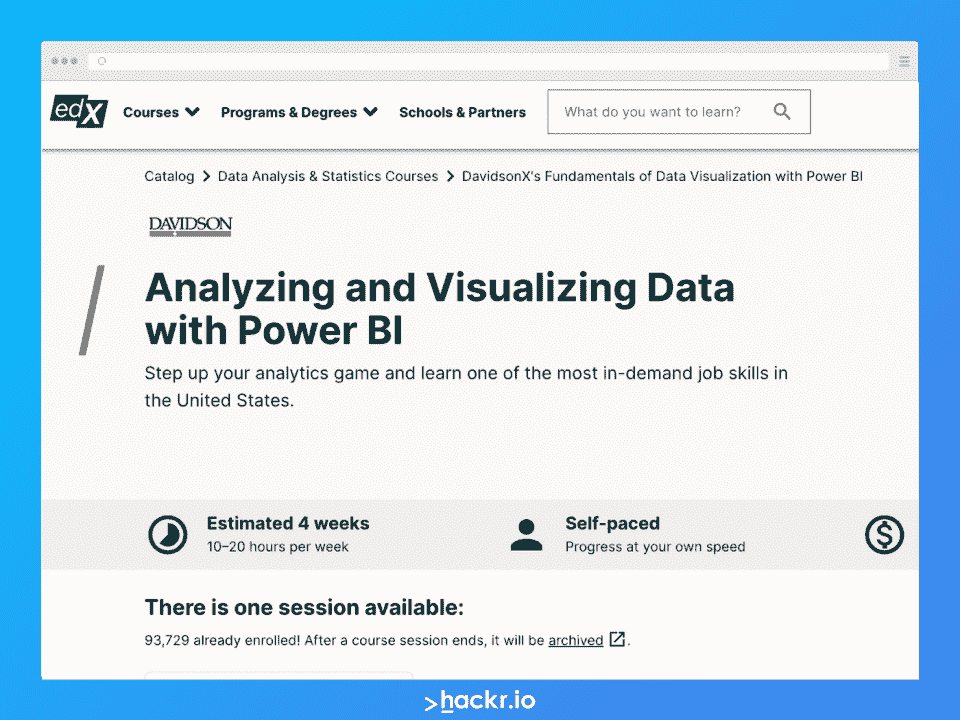 edX
Courses
Programs & Degrees
Schools & Partners
What do you want to learn?
Catalog > Data Analysis & Statistics Courses > DavidsonX's Fundamentals of Data Visualization with Power BI
DAVIDSON
Analyzing and Visualizing Data
with Power BI
Step up your analytics game and learn one of the most in-demand job skills in
the United States.
Estimated 4 weeks
10–20 hours per week
Self-paced
Progress at your own speed
$
There is one session available:
93,729 already enrolled! After a course session ends, it will be archived.
>hackr.io